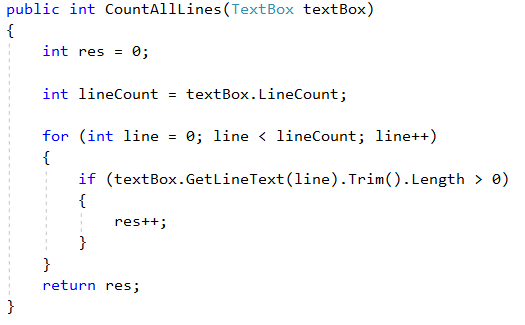 public int CountAllLines(TextBox textBox)
{
    int res = 0;

    int lineCount = textBox.LineCount;

    for (int line = 0; line < lineCount; line++)
    {
        if (textBox.GetLineText(line).Trim().Length > 0)
        {
            res++;
        }
    }
    return res;
}